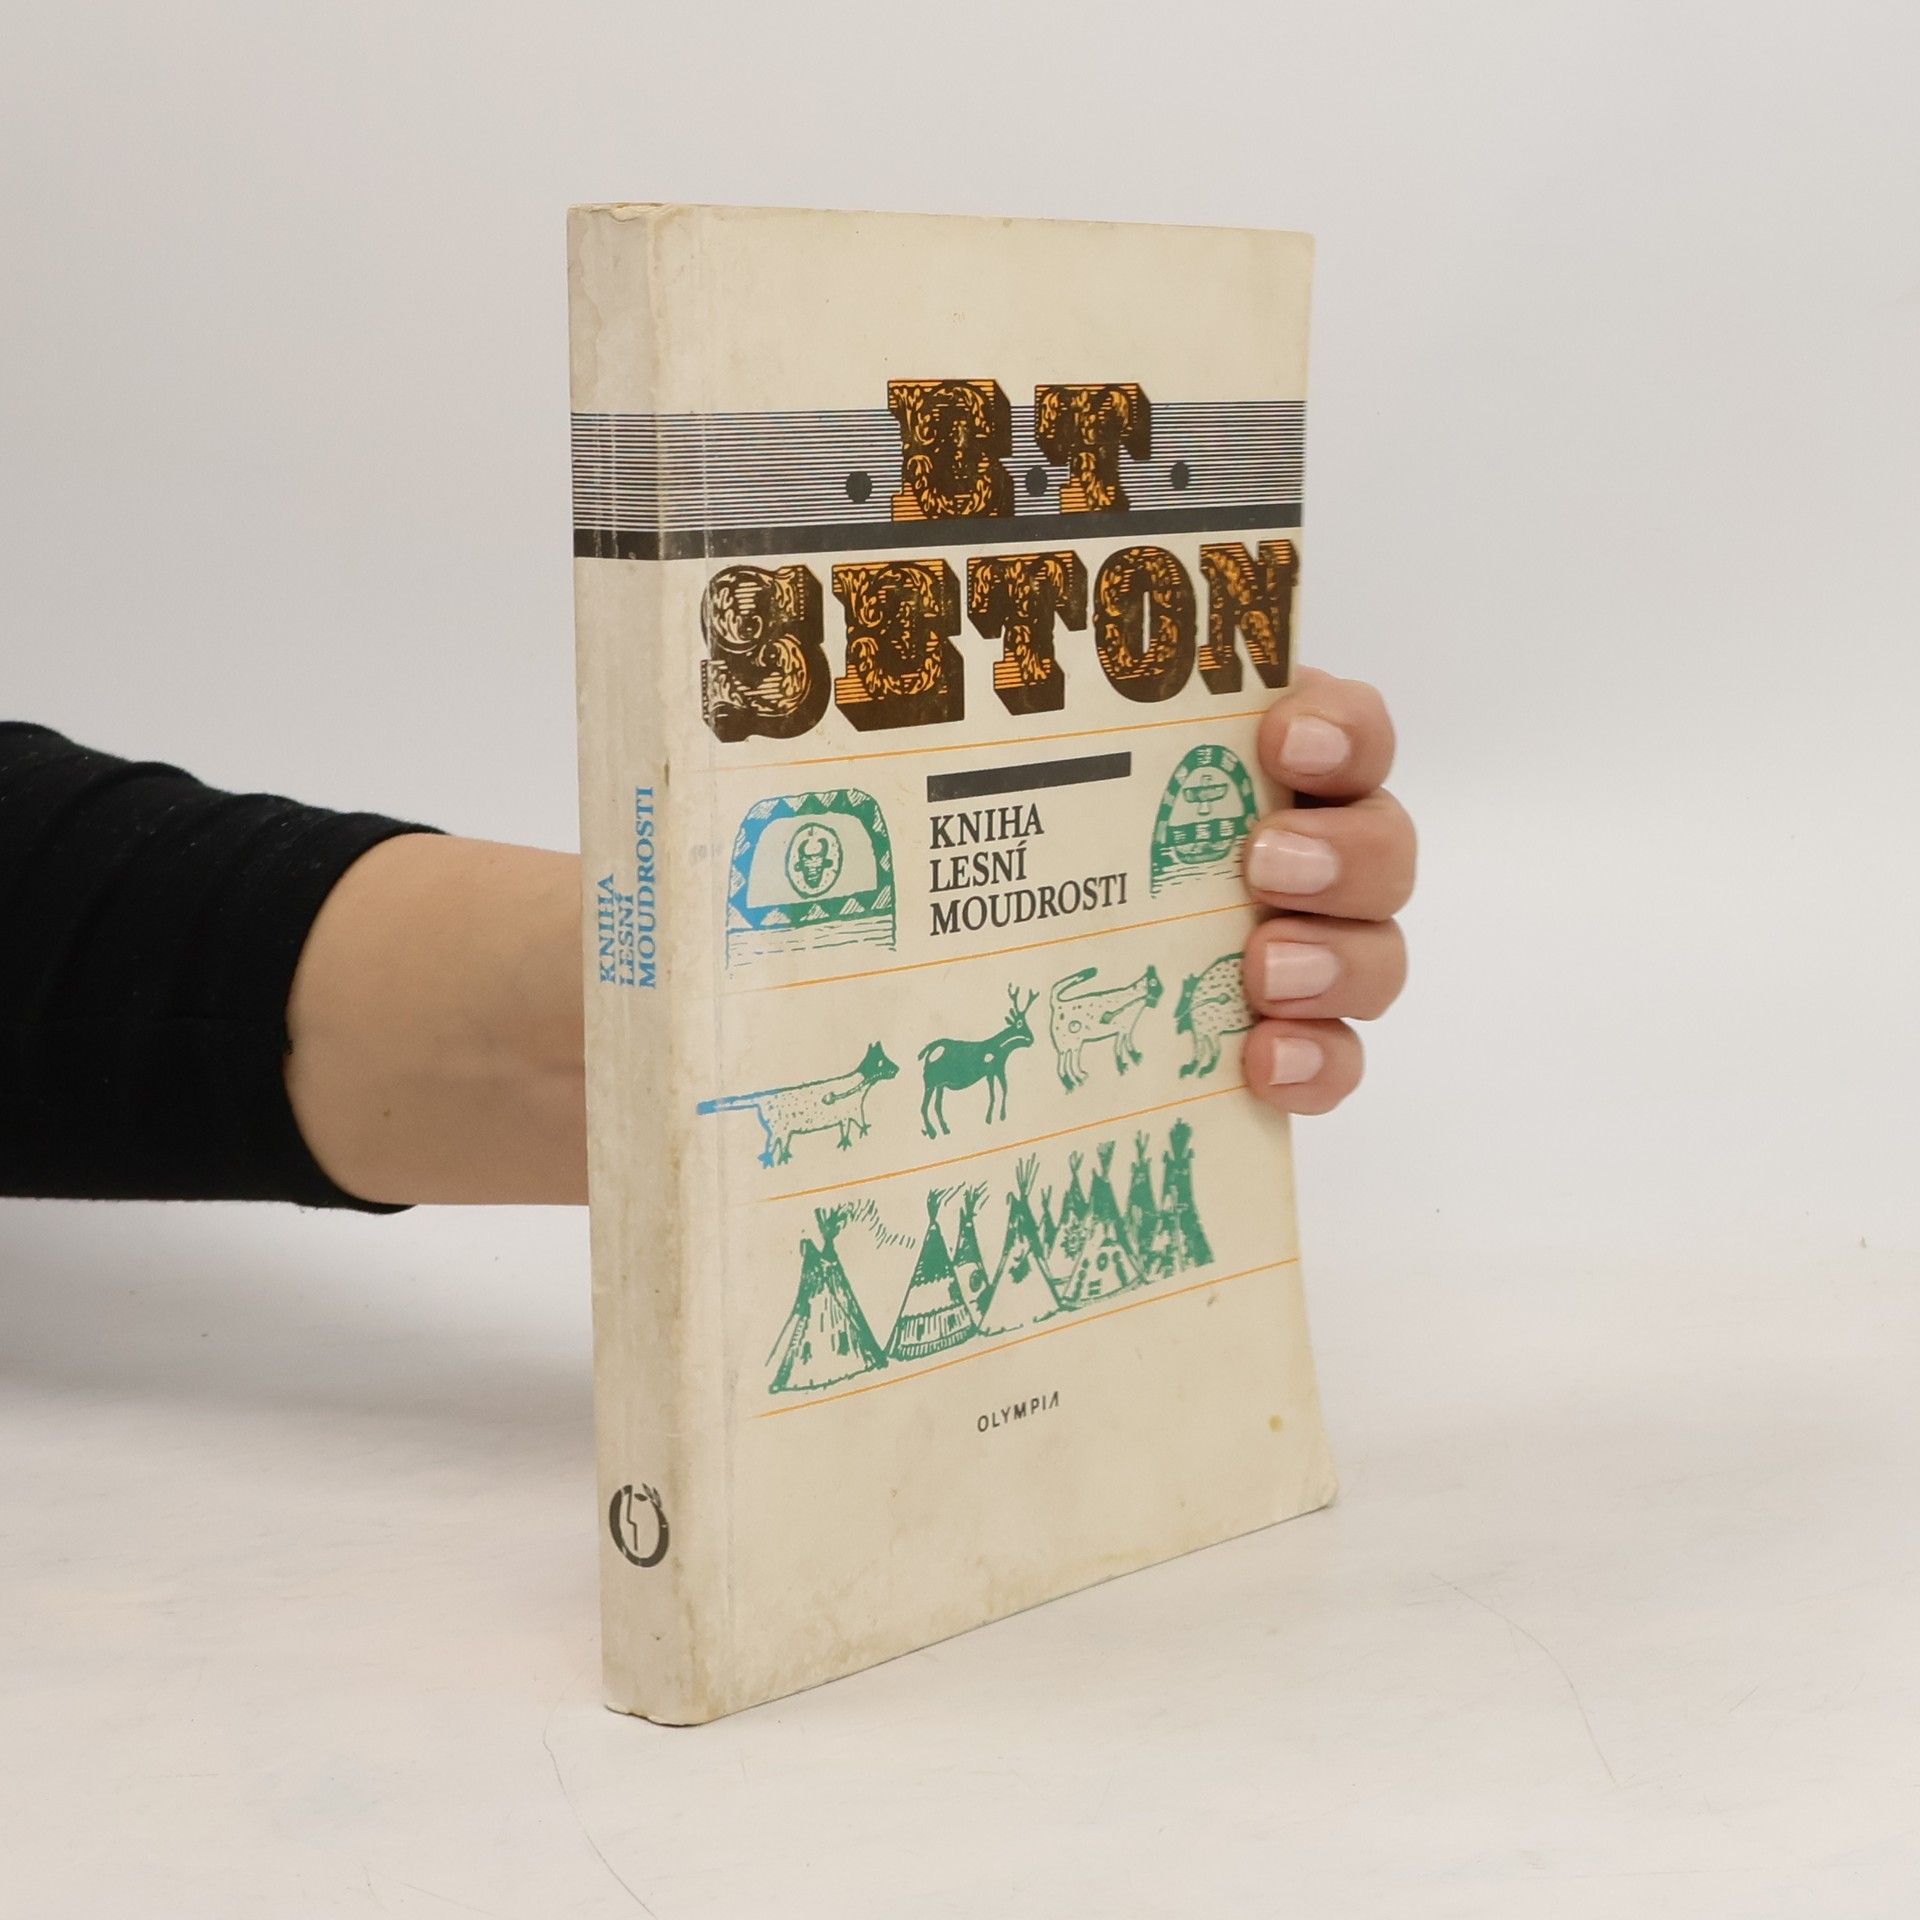 E·T
SETON
KNIHA
LESNÍ
MOUDROSTI
OLYMPIA
KNIHA
LESNÍ
MOUDROSTI